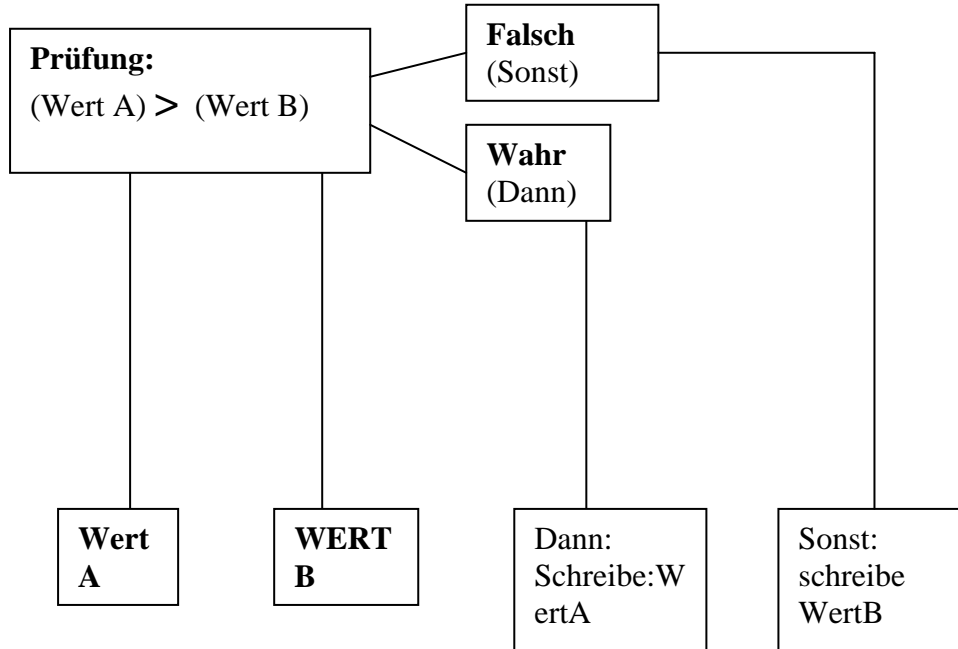 Prüfung:
(Wert A) > (Wert B)
Falsch
(Sonst)
Wahr
(Dann)
Wert
A
WERT
B
Dann:
Schreibe:W
ertA
Sonst:
schreibe
WertB